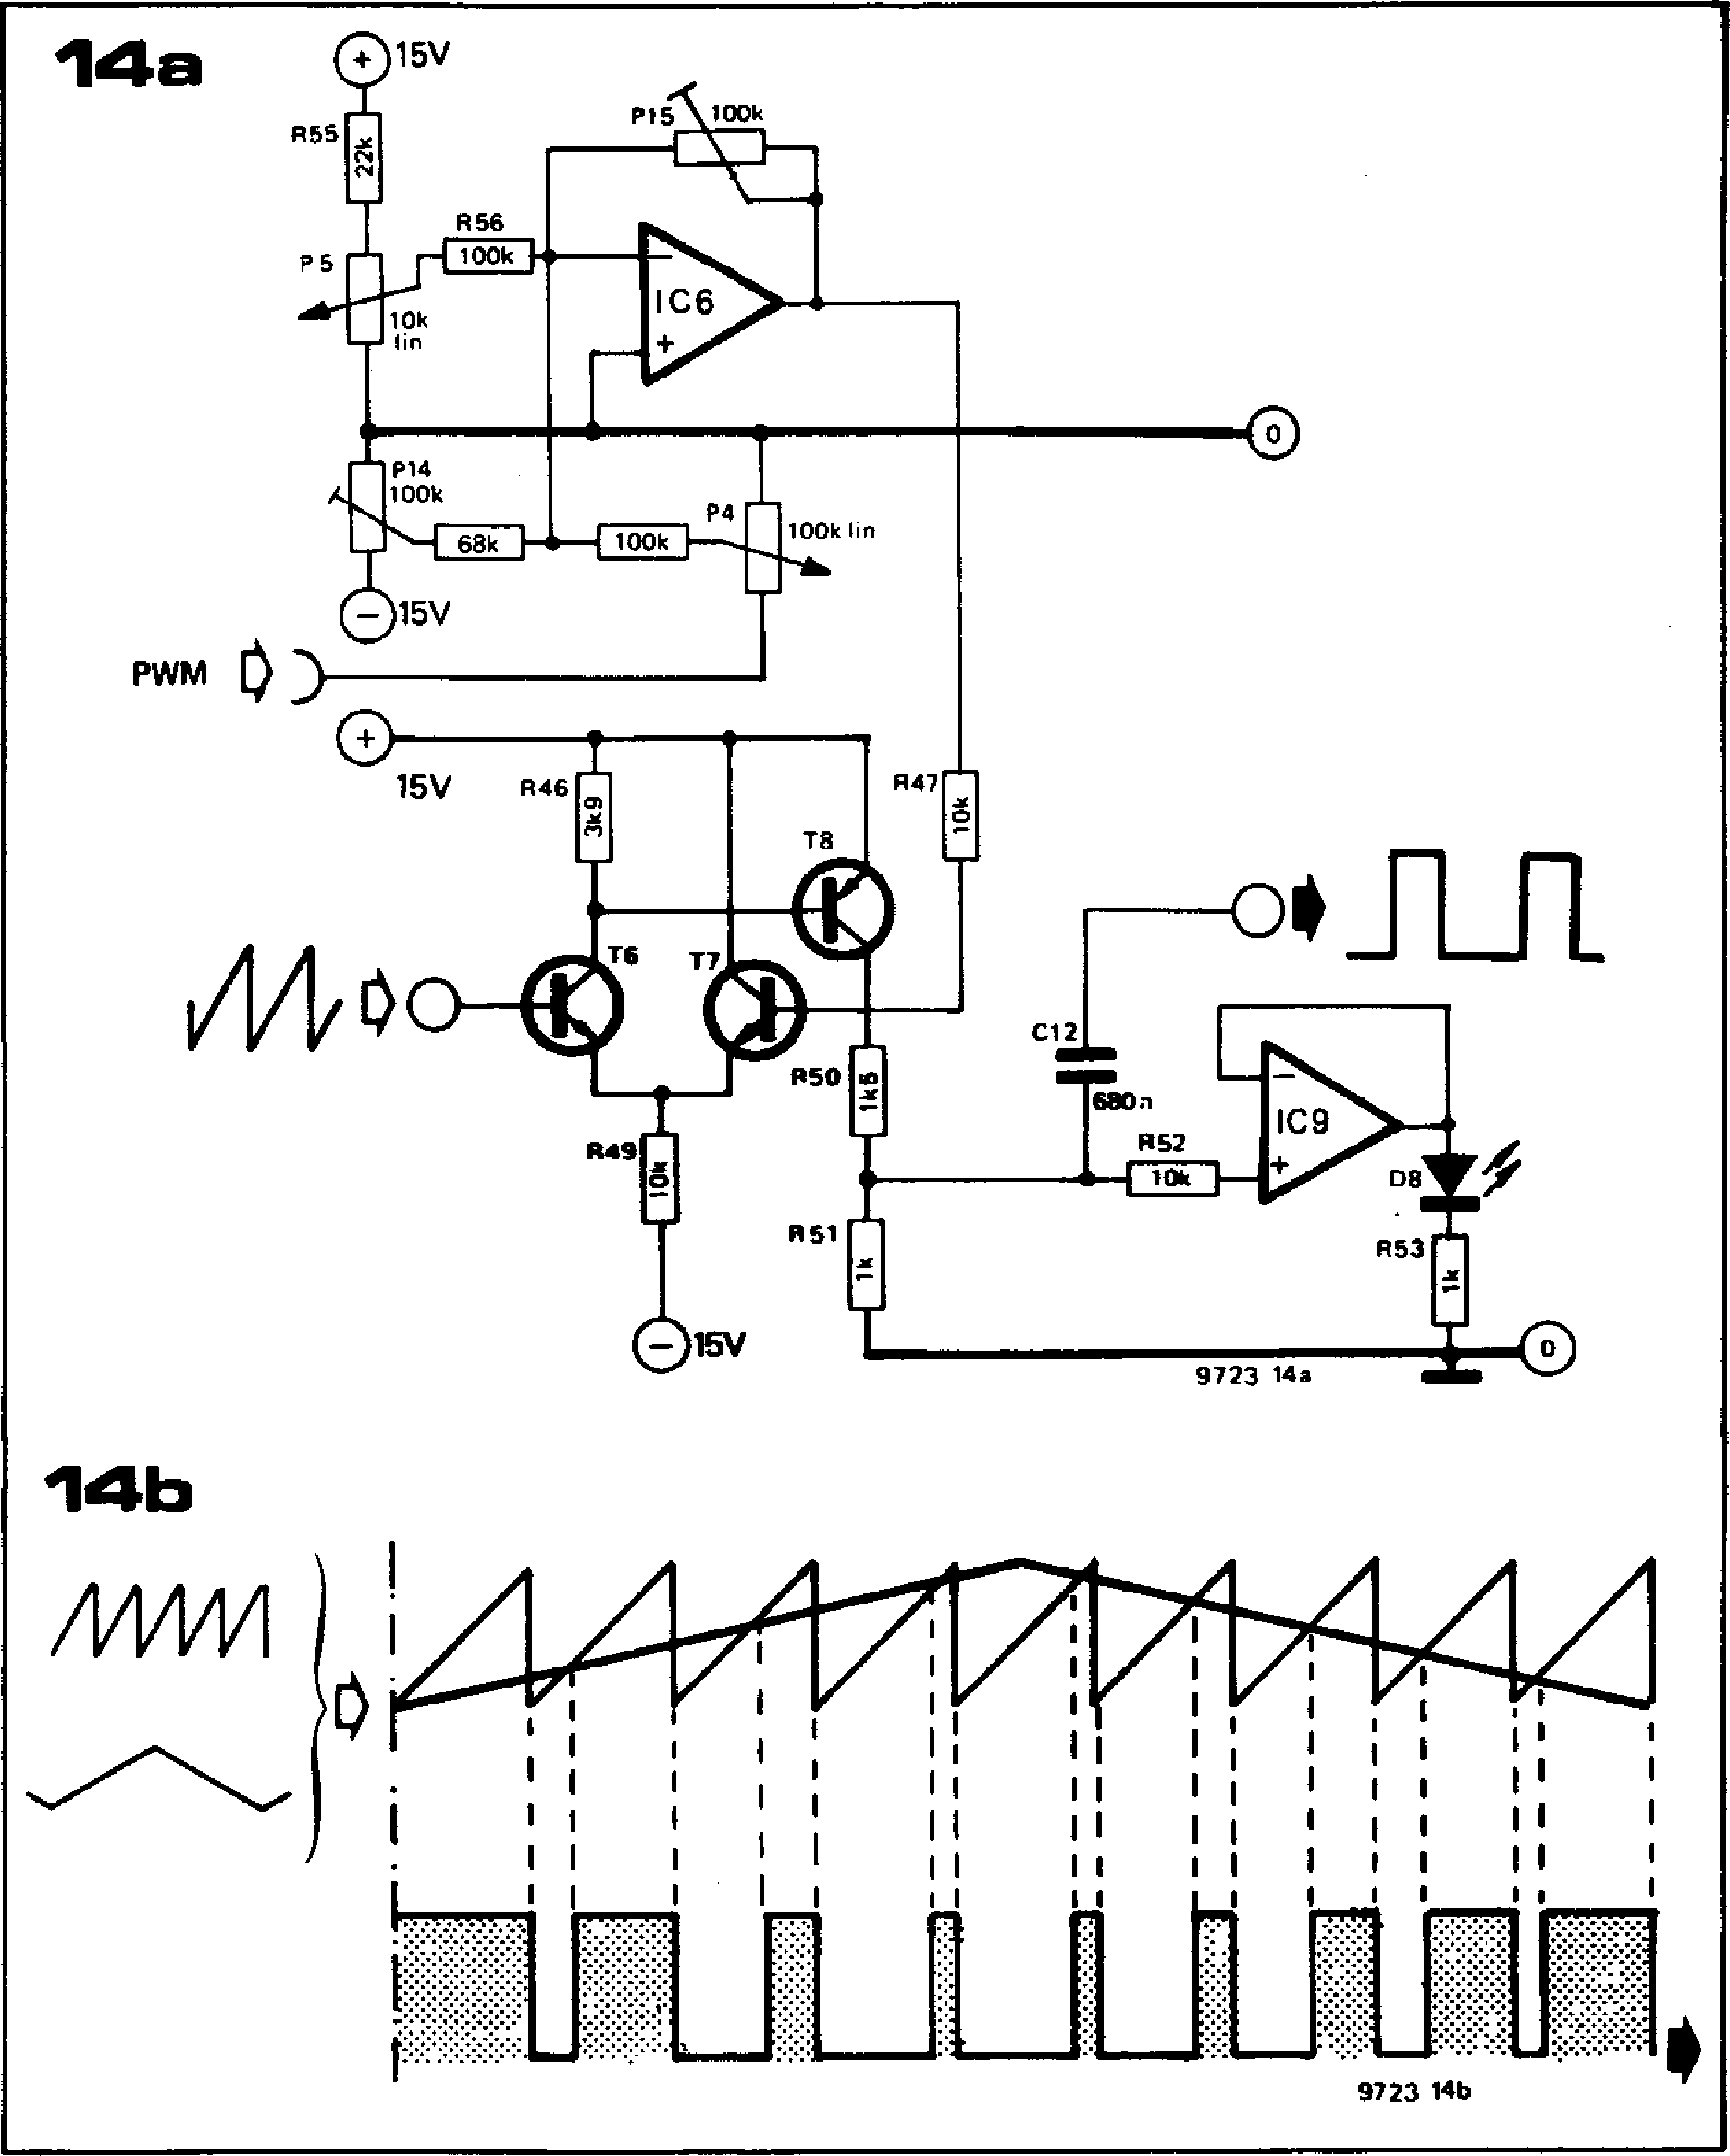 14a
+ 15V
R55
22k
P15 100k
R56
100k
P5
10k
lin
−
IC6
+
0
P14
100k
68k
100k
P4
100k lin
− 15V
PWM
+
15V
R46
3k9
R47
10k
T8
T6
T7
R50
1k5
C12
680n
R49
10k
R52
10k
−
IC9
+
D8
R51
1k
R53
1k
− 15V
0
9723 14a
14b
9723 14b